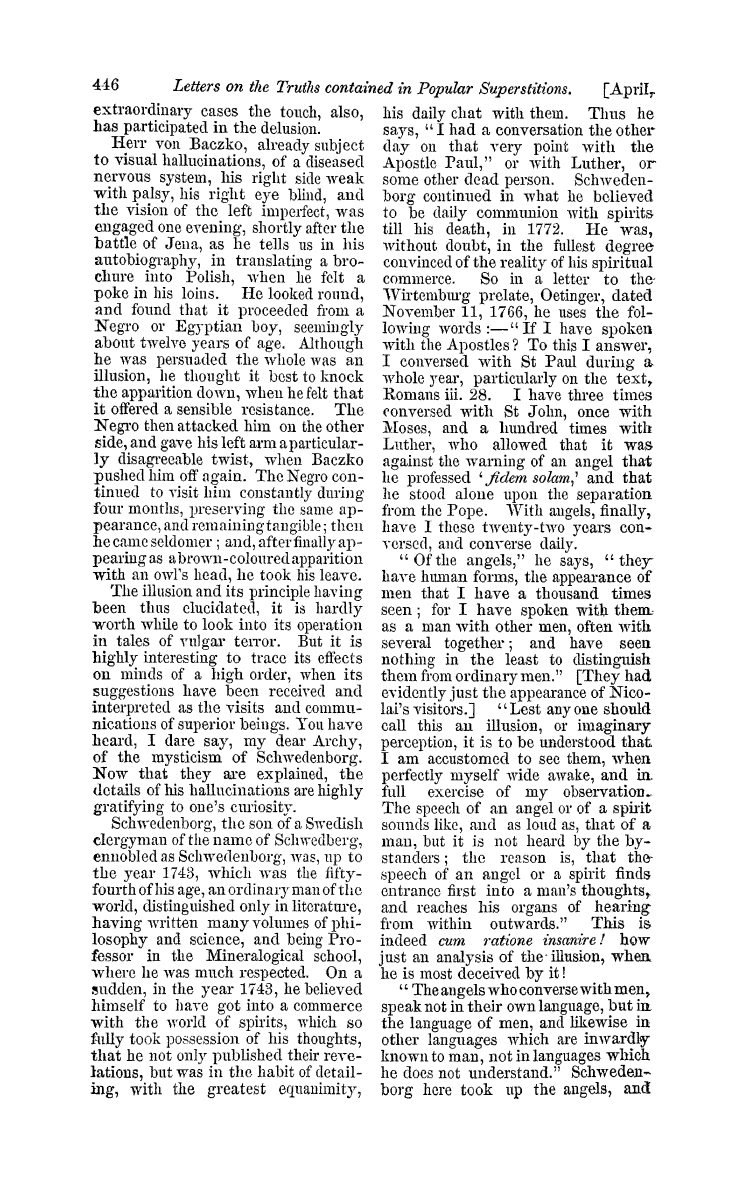 446 Letters on the Truths contained in Popular Superstitions. [April,
extraordinary cases the touch, also,
has participated in the delusion.
Herr von Baczko, already subject
to visual hallucinations, of a diseased
nervous system, his right side weak
with palsy, his right eye blind, and
the vision of the left imperfect, was
engaged one evening, shortly after the
battle of Jena, as he tells us in his
autobiography, in translating a bro-
chure into Polish, when he felt a
poke in his loins. He looked round,
and found that it proceeded from a
Negro or Egyptian boy, seemingly
about twelve years of age. Although
he was persuaded the whole was an
illusion, he thought it best to knock
the apparition down, when he felt that
it offered a sensible resistance. The
Negro then attacked him on the other
side, and gave his left arm a particular-
ly disagreeable twist, when Baczko
pushed him off again. The Negro con-
tinued to visit him constantly during
four months, preserving the same ap-
pearance, and remaining tangible; then
he came seldomer; and, after finally ap-
pearing as a brown-coloured apparition
with an owl's head, he took his leave.
The illusion and its principle having
been thus elucidated, it is hardly
worth while to look into its operation
in tales of vulgar terror. But it is
highly interesting to trace its effects
on minds of a high order, when its
suggestions have been received and
interpreted as the visits and commu-
nications of superior beings. You have
heard, I dare say, my dear Archy,
of the mysticism of Schwedenborg.
Now that they are explained, the
details of his hallucinations are highly
gratifying to one's curiosity.
Schwedenborg, the son of a Swedish
clergyman of the name of Schwedberg,
ennobled as Schwedenborg, was, up to
the year 1743, which was the fifty-
fourth of his age, an ordinary man of the
world, distinguished only in literature,
having written many volumes of phi-
losophy and science, and being Pro-
fessor in the Mineralogical school,
where he was much respected. On a
sudden, in the year 1743, he believed
himself to have got into a commerce
with the world of spirits, which so
fully took possession of his thoughts,
that he not only published their reve-
lations, but was in the habit of detail-
ing, with the greatest equanimity,
his daily chat with them. Thus he
says, "I had a conversation the other
day on that very point with the
Apostle Paul," or with Luther, or
some other dead person. Schweden-
borg continued in what he believed
to be daily communion with spirits
till his death, in 1772. He was,
without doubt, in the fullest degree
convinced of the reality of his spiritual
commerce. So in a letter to the
Wirtemburg prelate, Oetinger, dated
November 11, 1766, he uses the fol-
lowing words:—"If I have spoken
with the Apostles? To this I answer,
I conversed with St Paul during a
whole year, particularly on the text,
Romans iii. 28. I have three times
conversed with St John, once with
Moses, and a hundred times with
Luther, who allowed that it was
against the warning of an angel that
he professed 'fidem solam,' and that
he stood alone upon the separation
from the Pope. With angels, finally,
have I these twenty-two years con-
versed, and converse daily.
"Of the angels," he says, "they
have human forms, the appearance of
men that I have a thousand times
seen; for I have spoken with them
as a man with other men, often with
several together; and have seen
nothing in the least to distinguish
them from ordinary men." [They had
evidently just the appearance of Nico-
lai's visitors.] "Lest any one should
call this an illusion, or imaginary
perception, it is to be understood that
I am accustomed to see them, when
perfectly myself wide awake, and in
full exercise of my observation.
The speech of an angel or of a spirit
sounds like, and as loud as, that of a
man, but it is not heard by the by-
standers; the reason is, that the
speech of an angel or a spirit finds
entrance first into a man's thoughts,
and reaches his organs of hearing
from within outwards." This is
indeed cum ratione insanire! how
just an analysis of the illusion, when
he is most deceived by it!
"The angels who converse with men,
speak not in their own language, but in
the language of men, and likewise in
other languages which are inwardly
known to man, not in languages which
he does not understand." Schweden-
borg here took up the angels, and